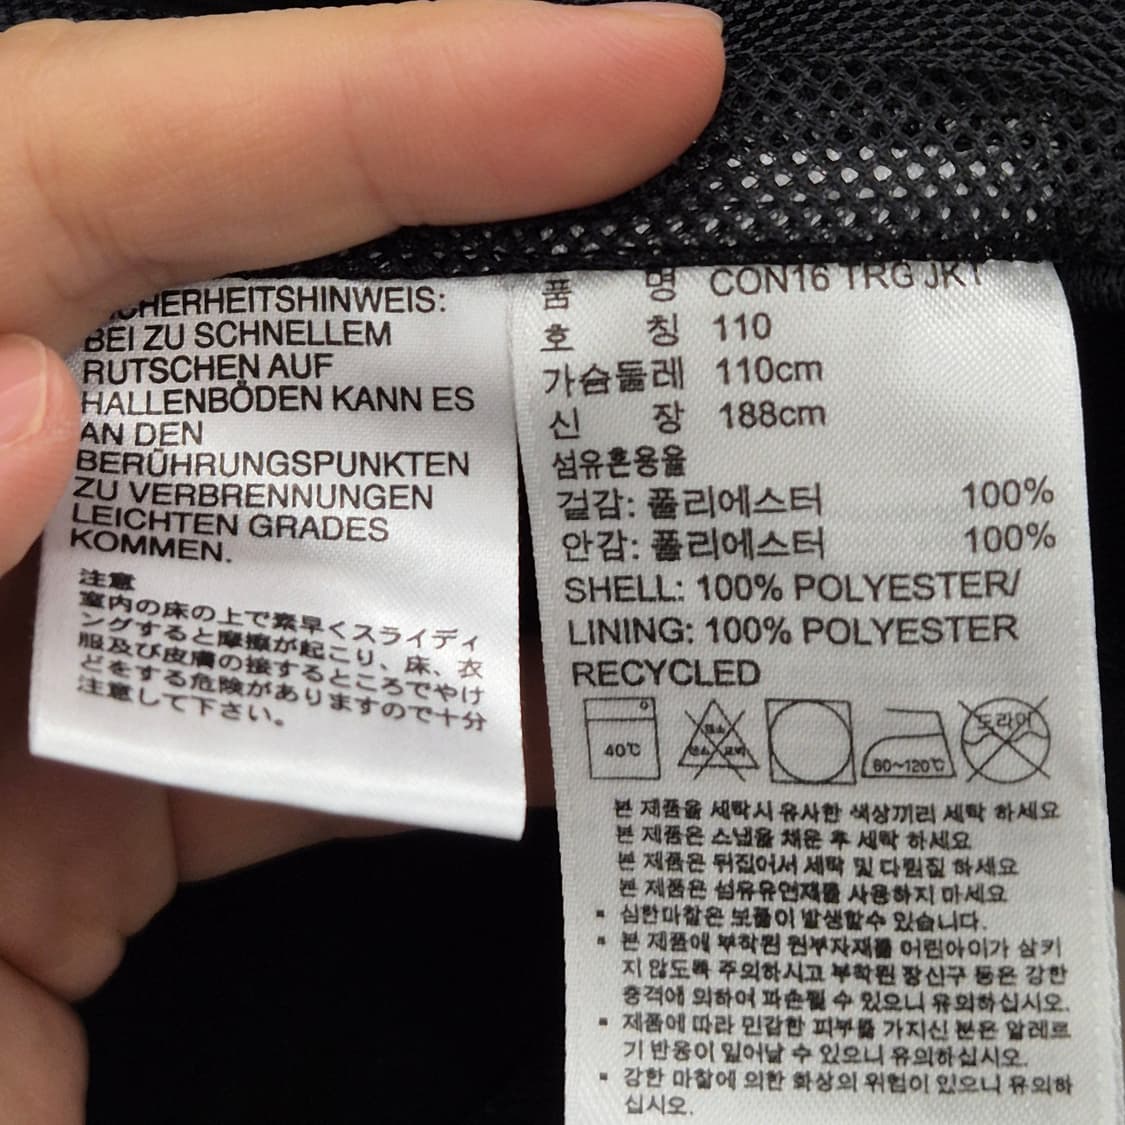 SICHERHEITSHINWEIS:
BEI ZU SCHNELLEM
RUTSCHEN AUF
HALLENBÖDEN KANN ES
AN DEN
BERÜHRUNGSPUNKTEN
ZU VERBRENNUNGEN
LEICHTEN GRADES
KOMMEN.
注意
室内の床の上で素早くスライディ
ングすると摩擦が起こり、床、衣
服及び皮膚の接するところでやけ
どをする危険がありますので十分
注意して下さい。
품 명 CON16 TRG JKT
호 칭 110
가슴둘레 110cm
신 장 188cm
섬유혼용율
겉감: 폴리에스터 100%
안감: 폴리에스터 100%
SHELL: 100% POLYESTER/
LINING: 100% POLYESTER
RECYCLED
40℃
80~120℃
드라이
본 제품을 세탁시 유사한 색상끼리 세탁 하세요
본 제품은 스냅을 채운 후 세탁 하세요
본 제품은 뒤집어서 세탁 및 다림질 하세요
본 제품은 섬유유연제를 사용하지 마세요
▪ 심한마찰은 보풀이 발생할수 있습니다.
▪ 본 제품에 부착된 원부자재를 어린아이가 삼키
지 않도록 주의하시고 부착된 장신구 등은 강한
충격에 의하여 파손될 수 있으니 유의하십시오.
▪ 제품에 따라 민감한 피부를 가지신 분은 알레르
기 반응이 일어날 수 있으니 유의하십시오.
▪ 강한 마찰에 의한 화상의 위험이 있으니 유의하
십시오.